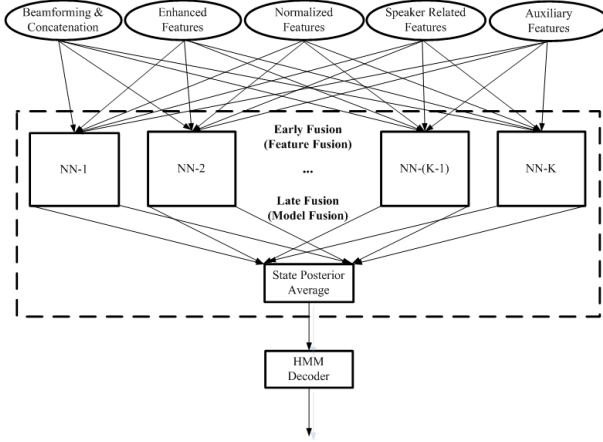 Beamforming &
& Concatenation
Enhanced
Features
Normalized
Features
Speaker Related
Features
Auxiliary
Features
Early Fusion
(Feature Fusion)
NN-1
NN-2
...
NN-(K-1)
NN-K
Late Fusion
(Model Fusion)
State Posterior
Average
HMM
Decoder